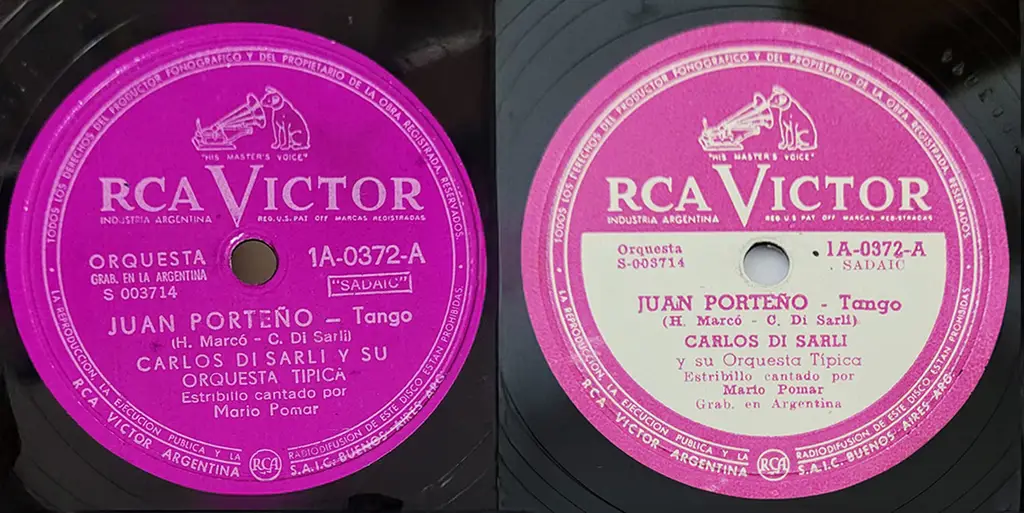 TODOS LOS DERECHOS DEL PRODUCTOR FONOGRAFICO Y DEL PROPIETARIO DE LA OBRA REGISTRADA, RESERVADOS.
"HIS MASTER'S VOICE"
RCA VICTOR
INDUSTRIA ARGENTINA
REG. U.S. PAT OFF MARCAS REGISTRADAS
ORQUESTA
GRAB. EN LA ARGENTINA
S 003714
1A-0372-A
"SADAIC"
JUAN PORTEÑO – Tango
(H. Marcó - C. Di Sarli)
CARLOS DI SARLI Y SU
ORQUESTA TIPICA
Estribillo cantado por
Mario Pomar
LA REPRODUCCION, LA EJECUCION PUBLICA Y LA RADIODIFUSION DE ESTE DISCO ESTAN PROHIBIDAS.
RCA VICTOR ARGENTINA RCA S.A.I.C. BUENOS AIRES ARG
TODOS LOS DERECHOS DEL PRODUCTOR FONOGRAFICO Y DEL PROPIETARIO DE LA OBRA REGISTRADA, RESERVADOS.
"HIS MASTER'S VOICE"
RCA VICTOR
INDUSTRIA ARGENTINA
REG. U.S. PAT OFF MARCAS REGISTRADAS
Orquesta
S-003714
1A-0372-A
SADAIC
JUAN PORTEÑO - Tango
(H. Marcó - C. Di Sarli)
CARLOS DI SARLI
y su Orquesta Típica
Estribillo cantado por
Mario Pomar
Grab. en Argentina
LA REPRODUCCION, LA EJECUCION PUBLICA Y LA RADIODIFUSION DE ESTE DISCO ESTAN PROHIBIDAS.
RCA VICTOR ARGENTINA RCA S.A.I.C. BUENOS AIRES ARG